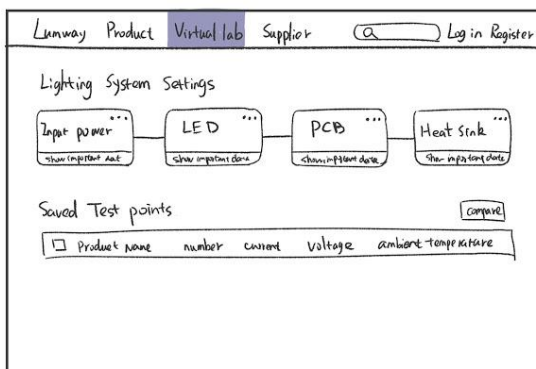 Lumway Product Virtual lab Supplier Log in Register
Lighting System Settings
Input power ... LED ... PCB ... Heat Sink ...
show important dat show important data show important data show important data
Saved Test points compare
Product Name number current voltage ambient temperature